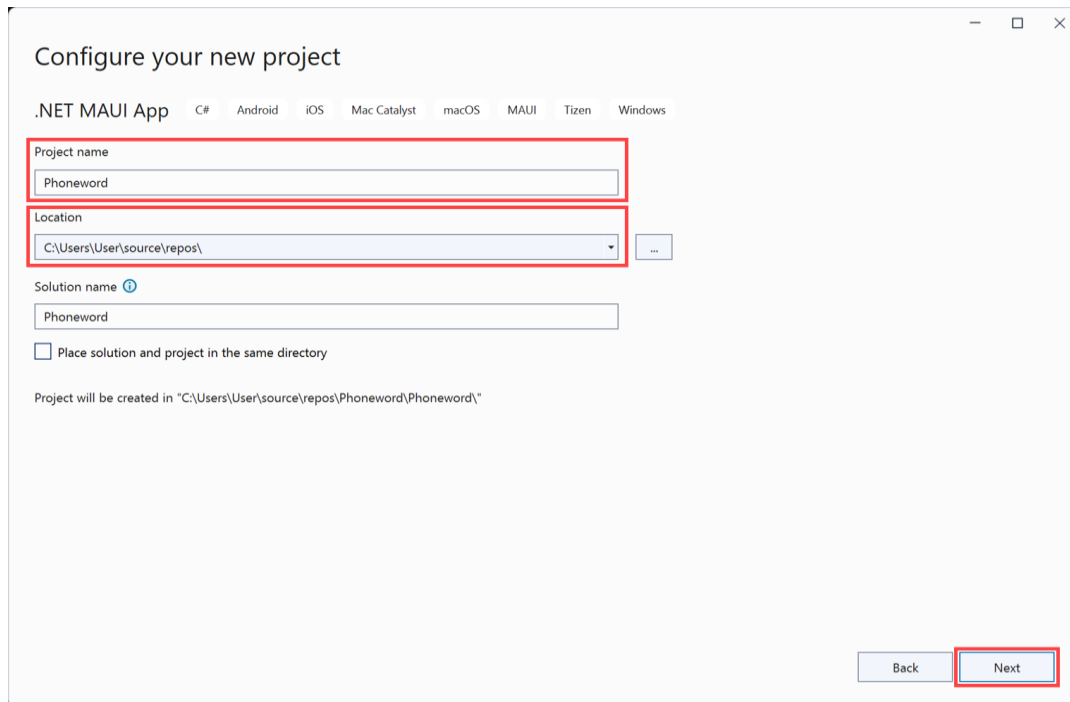 Configure your new project
.NET MAUI App C# Android iOS Mac Catalyst macOS MAUI Tizen Windows
Project name
Phoneword
Location
C:\Users\User\source\repos\
...
Solution name
Phoneword
Place solution and project in the same directory
Project will be created in "C:\Users\User\source\repos\Phoneword\Phoneword\"
Back Next